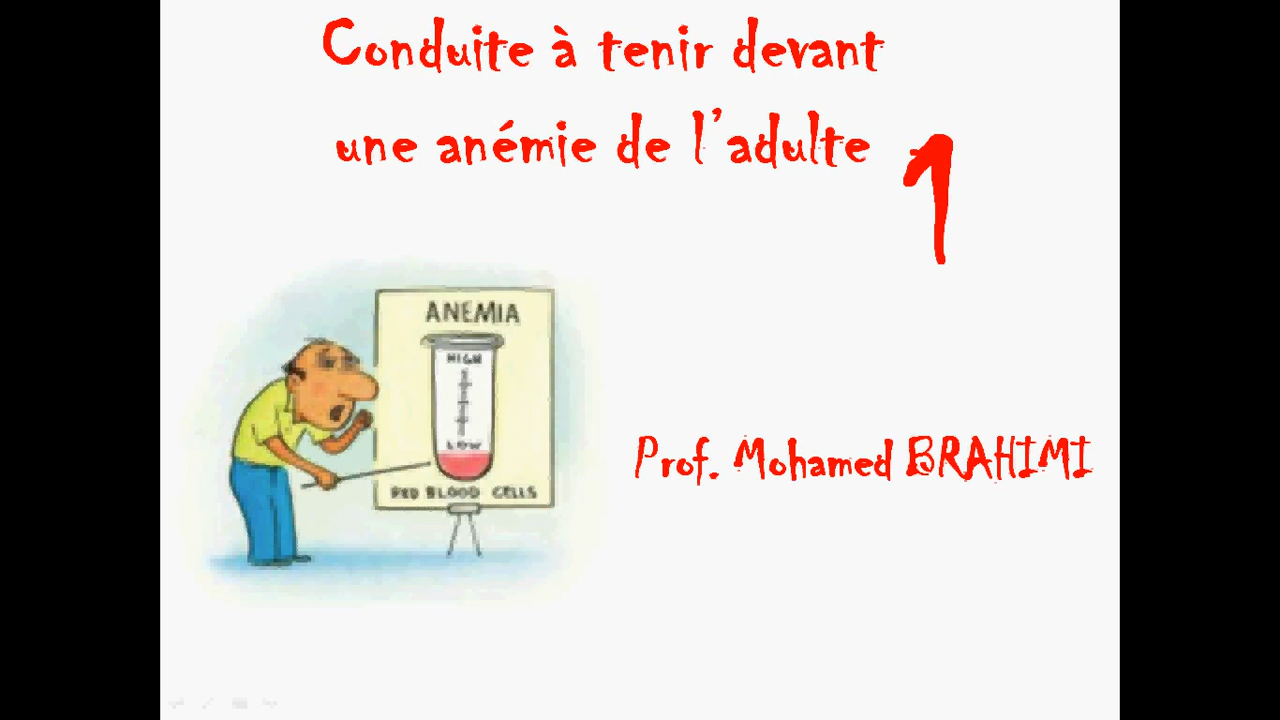 Conduite à tenir devant
une anémie de l'adulte 1
ANEMIA
HIGH
LOW
RED BLOOD CELLS
Prof. Mohamed BRAHIMI